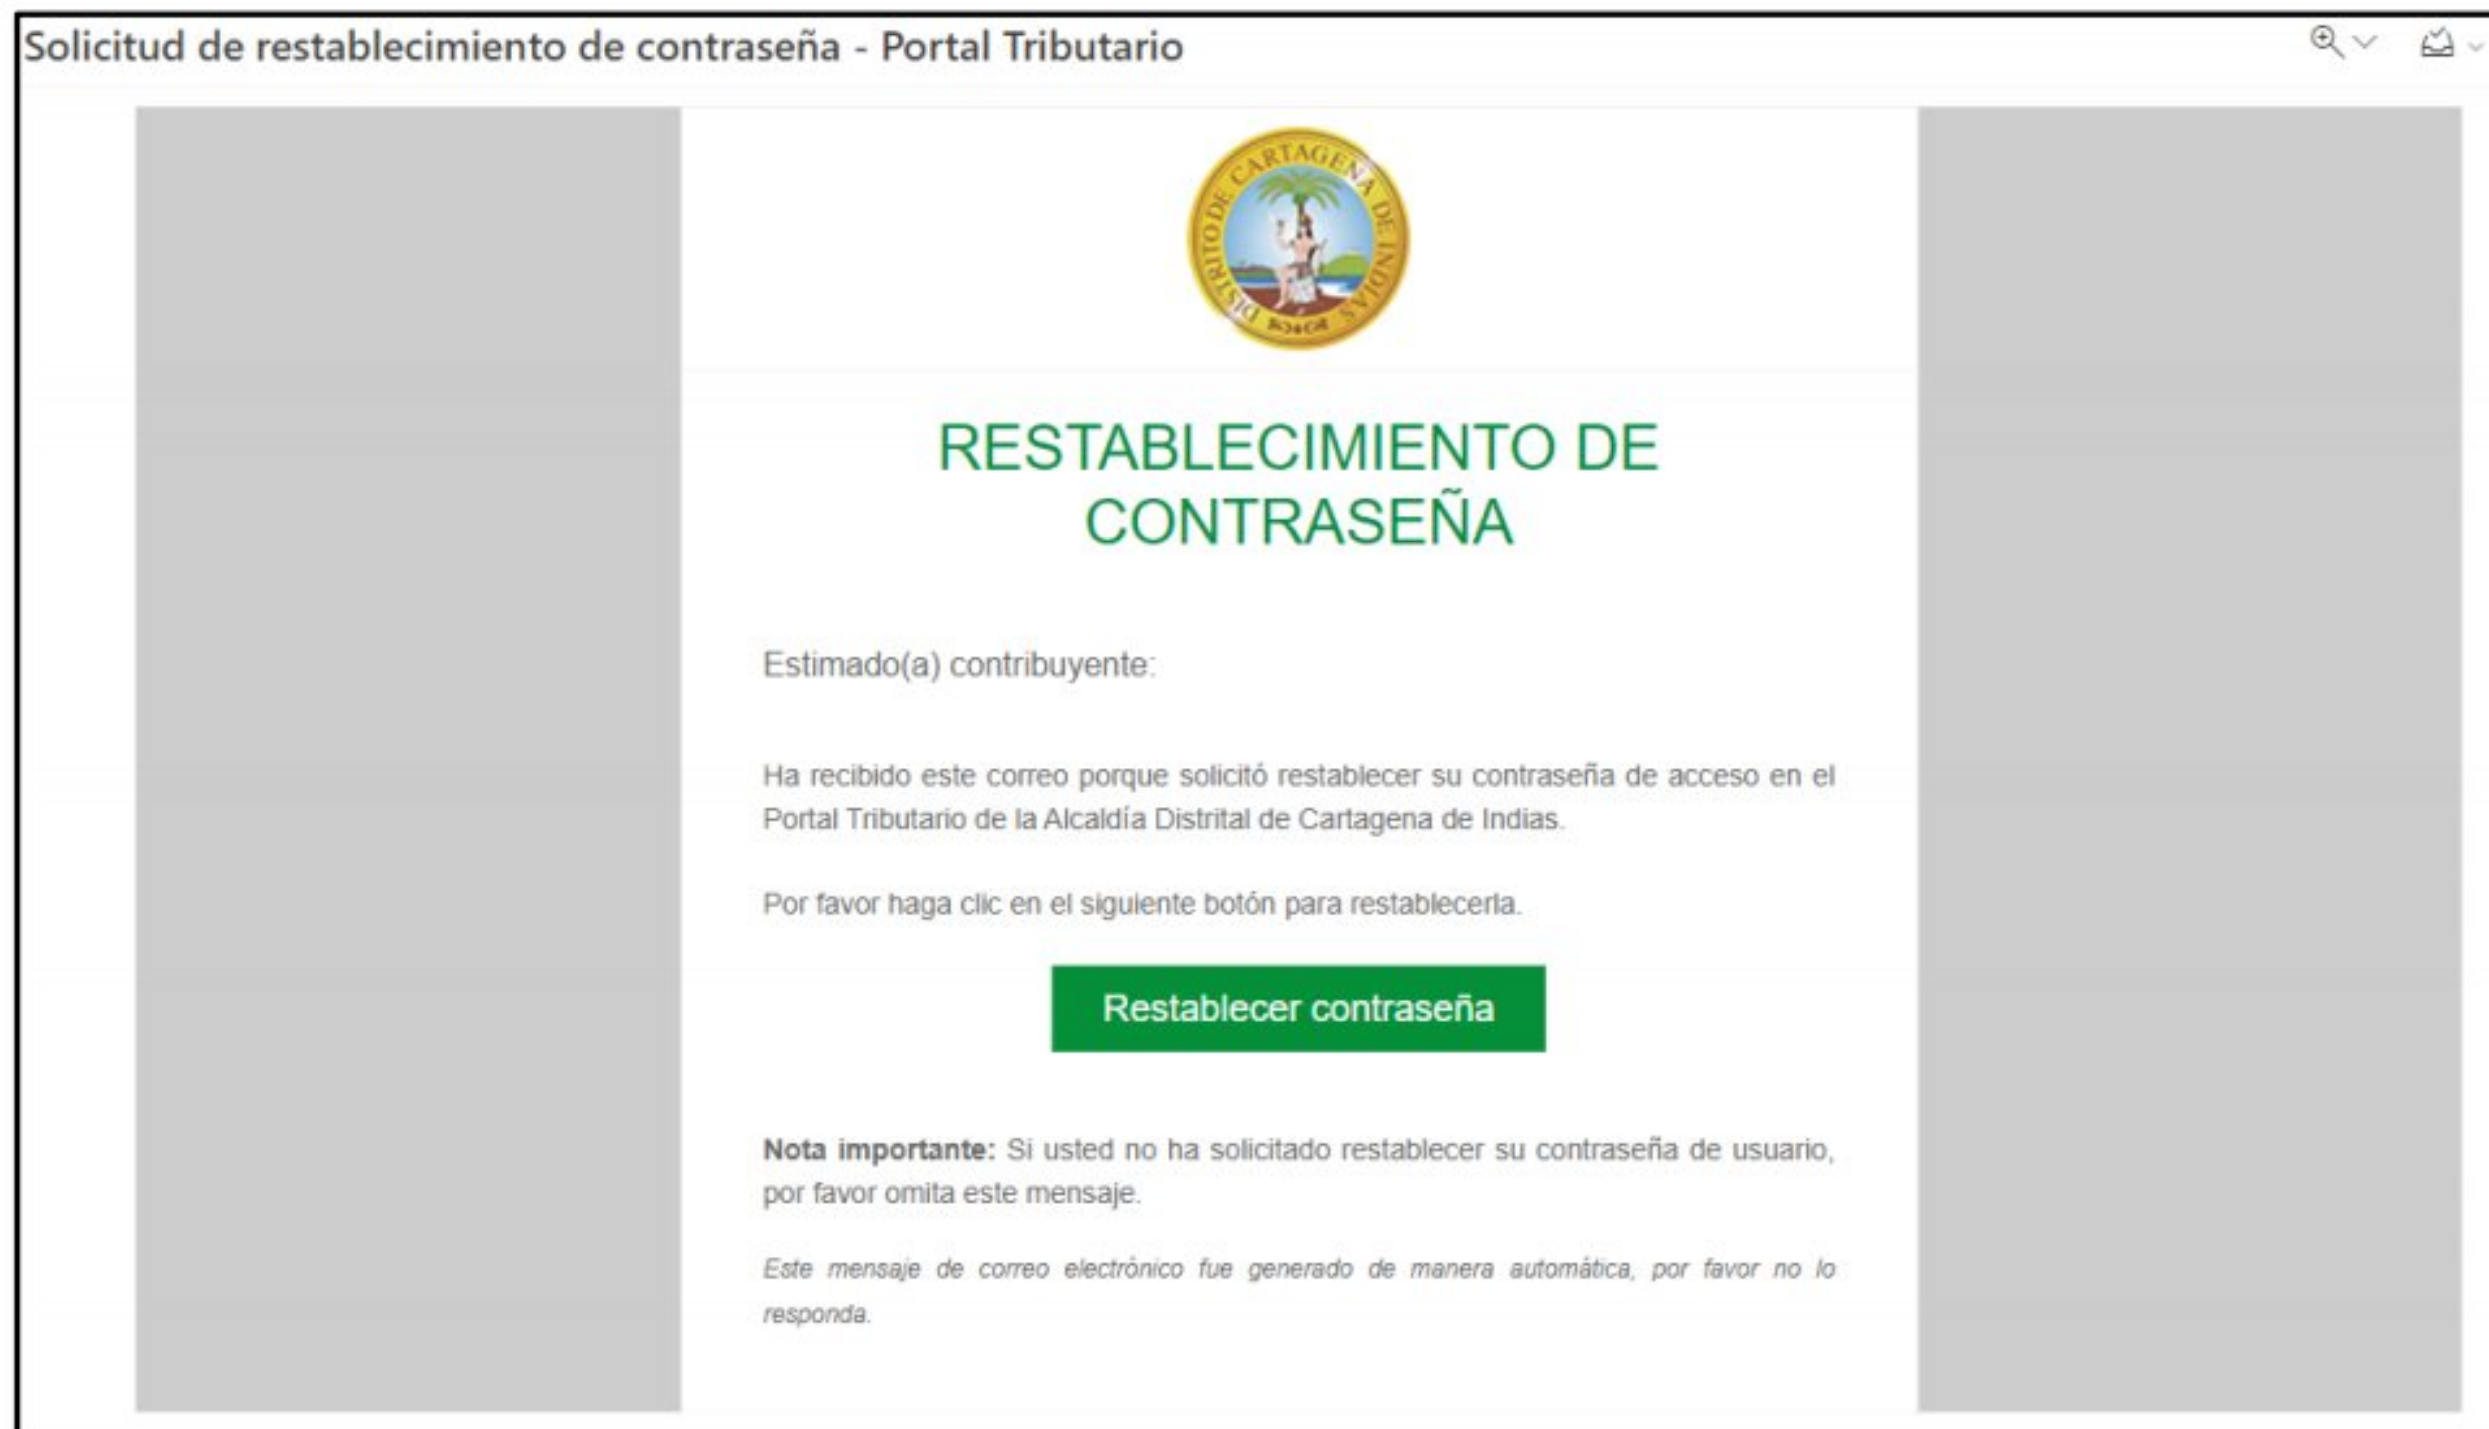 Solicitud de restablecimiento de contraseña - Portal Tributario
DISTRITO DE CARTAGENA DE INDIAS
RESTABLECIMIENTO DE
CONTRASEÑA
Estimado(a) contribuyente:
Ha recibido este correo porque solicitó restablecer su contraseña de acceso en el
Portal Tributario de la Alcaldía Distrital de Cartagena de Indias.
Por favor haga clic en el siguiente botón para restablecerla.
Restablecer contraseña
Nota importante: Si usted no ha solicitado restablecer su contraseña de usuario,
por favor omita este mensaje.
Este mensaje de correo electrónico fue generado de manera automática, por favor no lo
responda.